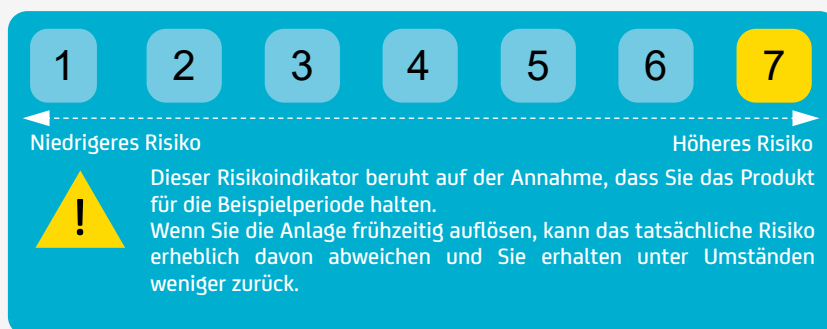 1 2 3 4 5 6 7
Niedrigeres Risiko Höheres Risiko
! Dieser Risikoindikator beruht auf der Annahme, dass Sie das Produkt
für die Beispielperiode halten.
Wenn Sie die Anlage frühzeitig auflösen, kann das tatsächliche Risiko
erheblich davon abweichen und Sie erhalten unter Umständen
weniger zurück.